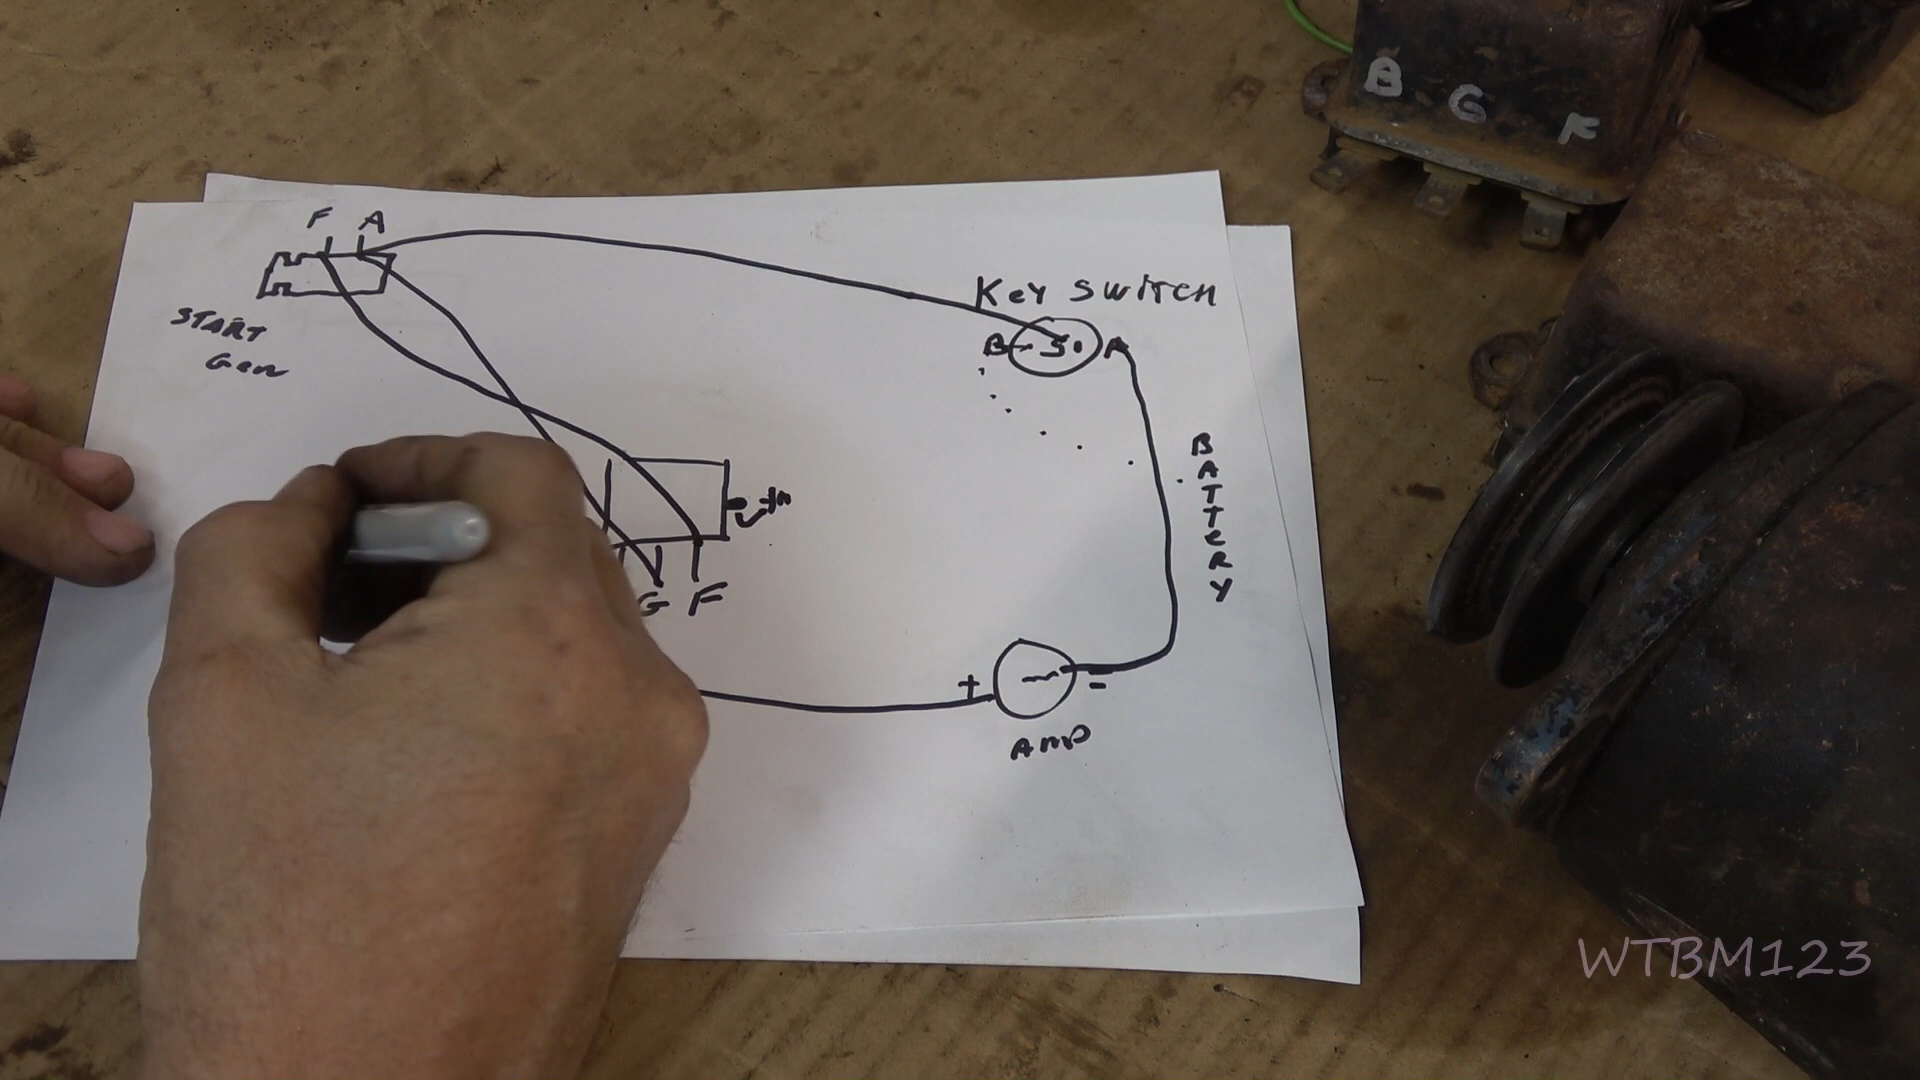 F A
START
Gen
Key SwiTCH
B S A
BATTeRY
G F
+ -
AMP
B G F
WTBM123